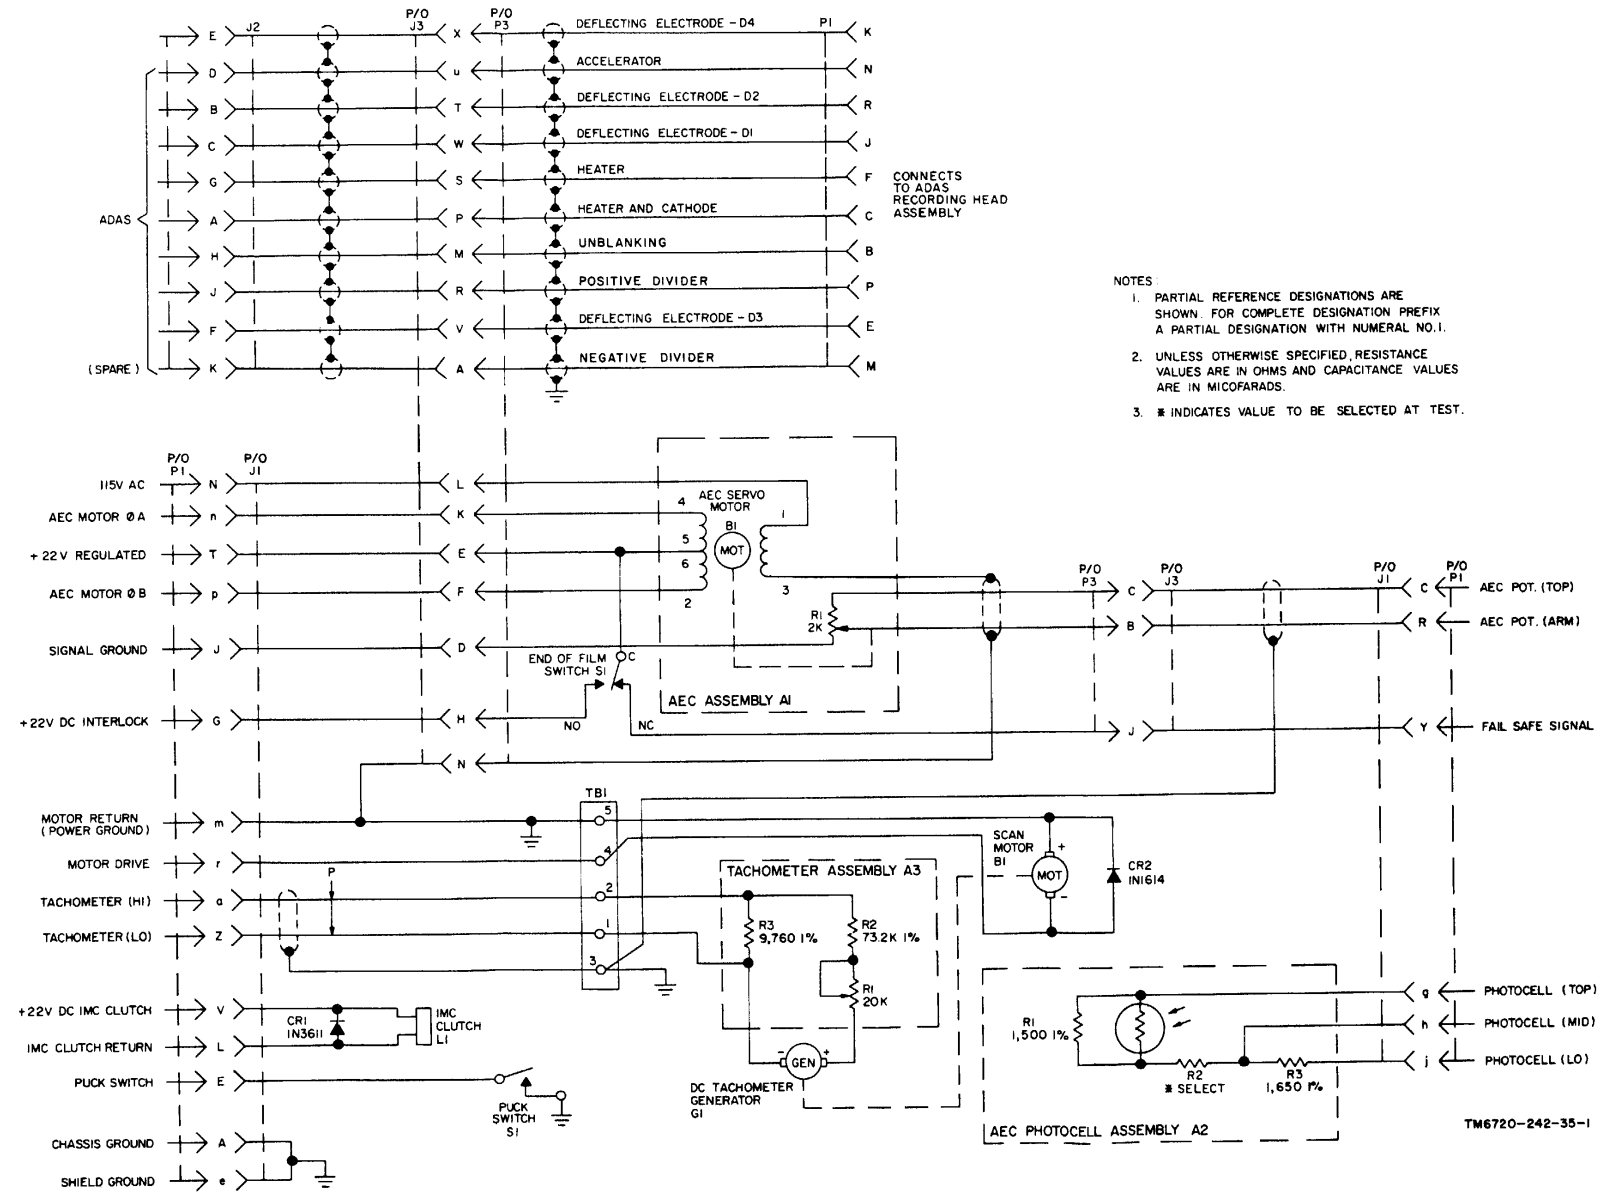 P/O P/O
E J2 J3 X P3 DEFLECTING ELECTRODE - D4 P1 K
D u ACCELERATOR N
B T DEFLECTING ELECTRODE - D2 R
C W DEFLECTING ELECTRODE - D1 J
G S HEATER F
CONNECTS
TO ADAS
RECORDING HEAD
ASSEMBLY
ADAS A P HEATER AND CATHODE C
H M UNBLANKING B
J R POSITIVE DIVIDER P
F V DEFLECTING ELECTRODE - D3 E
(SPARE) K A NEGATIVE DIVIDER M
NOTES:
1. PARTIAL REFERENCE DESIGNATIONS ARE
SHOWN. FOR COMPLETE DESIGNATION PREFIX
A PARTIAL DESIGNATION WITH NUMERAL NO.1.
2. UNLESS OTHERWISE SPECIFIED, RESISTANCE
VALUES ARE IN OHMS AND CAPACITANCE VALUES
ARE IN MICOFARADS.
3. * INDICATES VALUE TO BE SELECTED AT TEST.
P/O P/O
P1 J1
115V AC N L
AEC MOTOR ØA n K
+22V REGULATED T E
AEC MOTOR ØB p F
SIGNAL GROUND J D
+22V DC INTERLOCK G H
N
AEC SERVO
MOTOR
B1
MOT
4
5
6
2
1
3
R1
2K
AEC ASSEMBLY A1
END OF FILM
SWITCH S1
C
NO NC
P/O P/O P/O P/O
P3 J3 J1 P1
C C AEC POT. (TOP)
B R AEC POT. (ARM)
J Y FAIL SAFE SIGNAL
MOTOR RETURN
(POWER GROUND) m
MOTOR DRIVE r
TACHOMETER (HI) a
TACHOMETER (LO) Z
P
TB1
5
4
2
1
3
TACHOMETER ASSEMBLY A3
R3
9,760 1%
R2
73.2K 1%
R1
20K
- GEN +
DC TACHOMETER
GENERATOR
G1
SCAN
MOTOR
B1
+
MOT
-
CR2
IN1614
+22V DC IMC CLUTCH V
IMC CLUTCH RETURN L
CR1
IN3611
IMC
CLUTCH
L1
PUCK SWITCH E
PUCK
SWITCH
S1
CHASSIS GROUND A
SHIELD GROUND e
R1
1,500 1%
R2
* SELECT
R3
1,650 1%
AEC PHOTOCELL ASSEMBLY A2
g PHOTOCELL (TOP)
h PHOTOCELL (MID)
j PHOTOCELL (LO)
TM6720-242-35-1